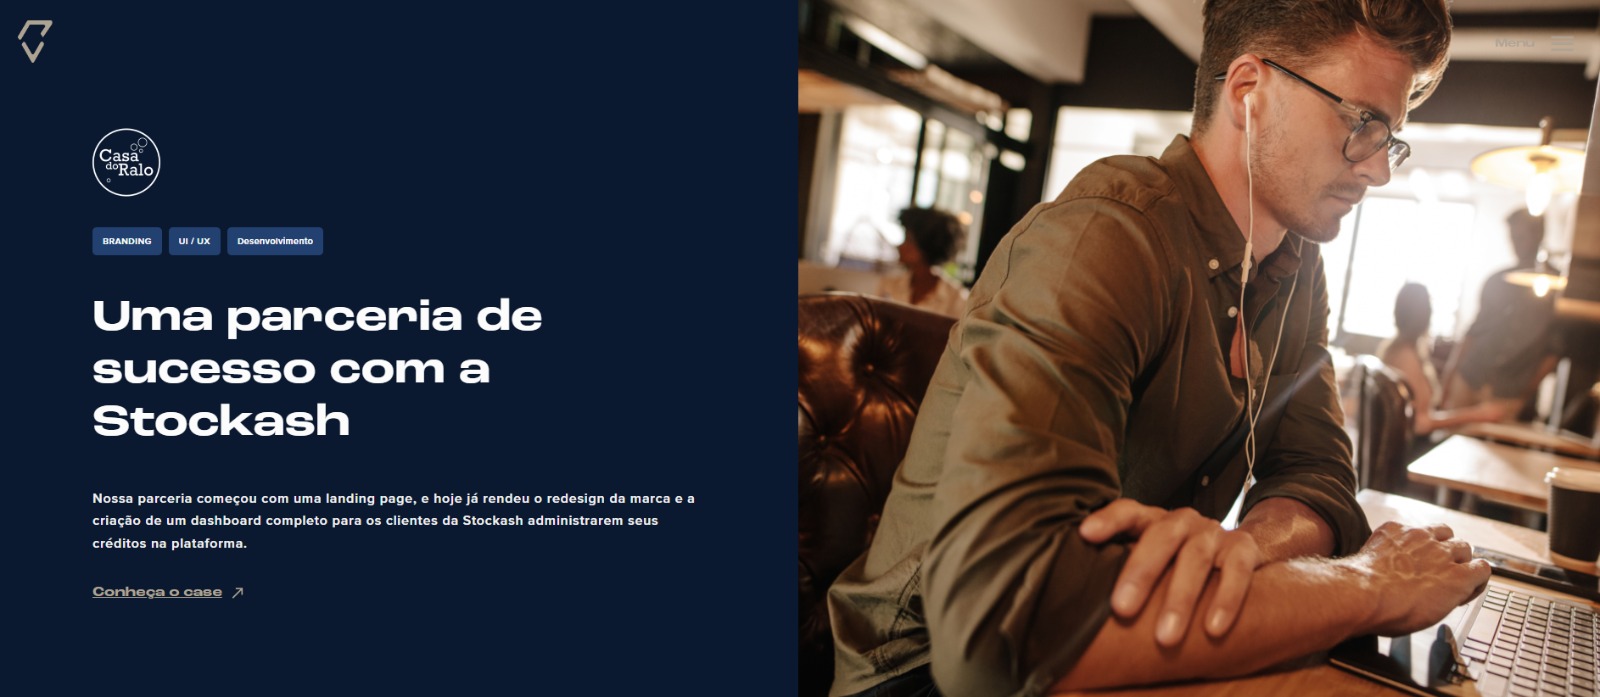 Menu
Casa
do Ralo
BRANDING
UI / UX
Desenvolvimento
Uma parceria de
sucesso com a
Stockash
Nossa parceria começou com uma landing page, e hoje já rendeu o redesign da marca e a
criação de um dashboard completo para os clientes da Stockash administrarem seus
créditos na plataforma.
Conheça o case